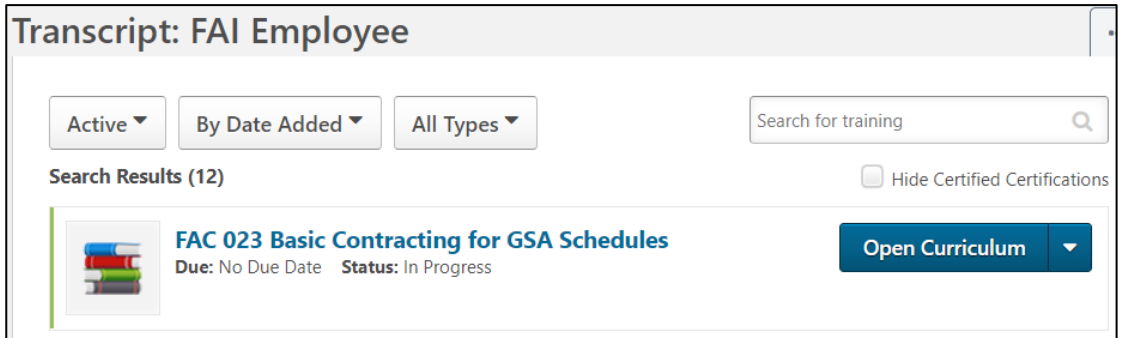 Transcript: FAI Employee
Active
By Date Added
All Types
Search for training
Search Results (12)
Hide Certified Certifications
FAC 023 Basic Contracting for GSA Schedules
Due: No Due Date Status: In Progress
Open Curriculum